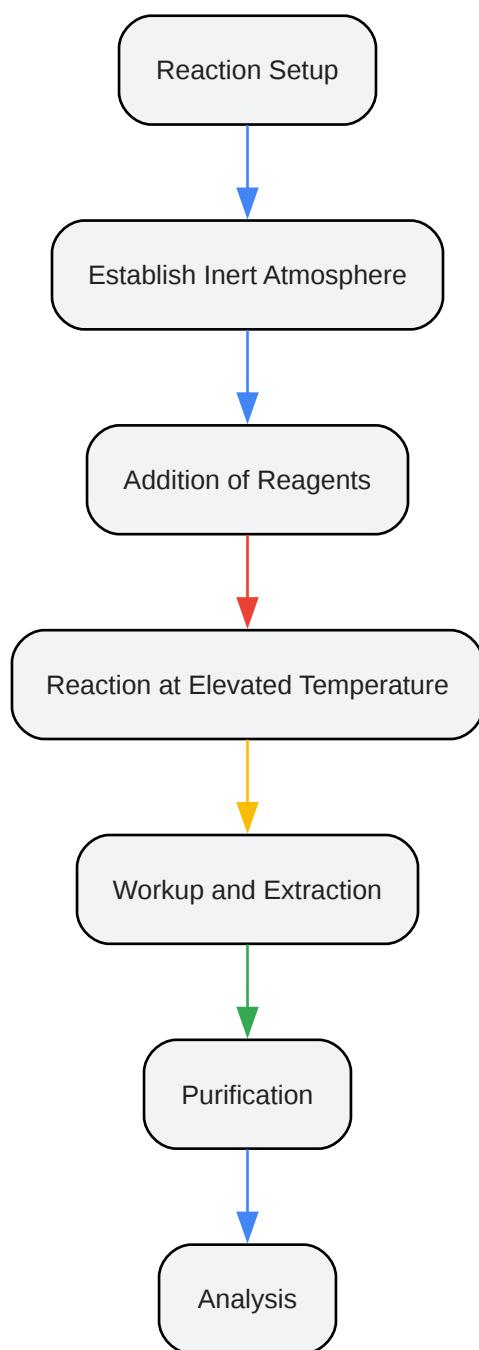 Reaction Setup
Establish Inert Atmosphere
Addition of Reagents
Reaction at Elevated Temperature
Workup and Extraction
Purification
Analysis